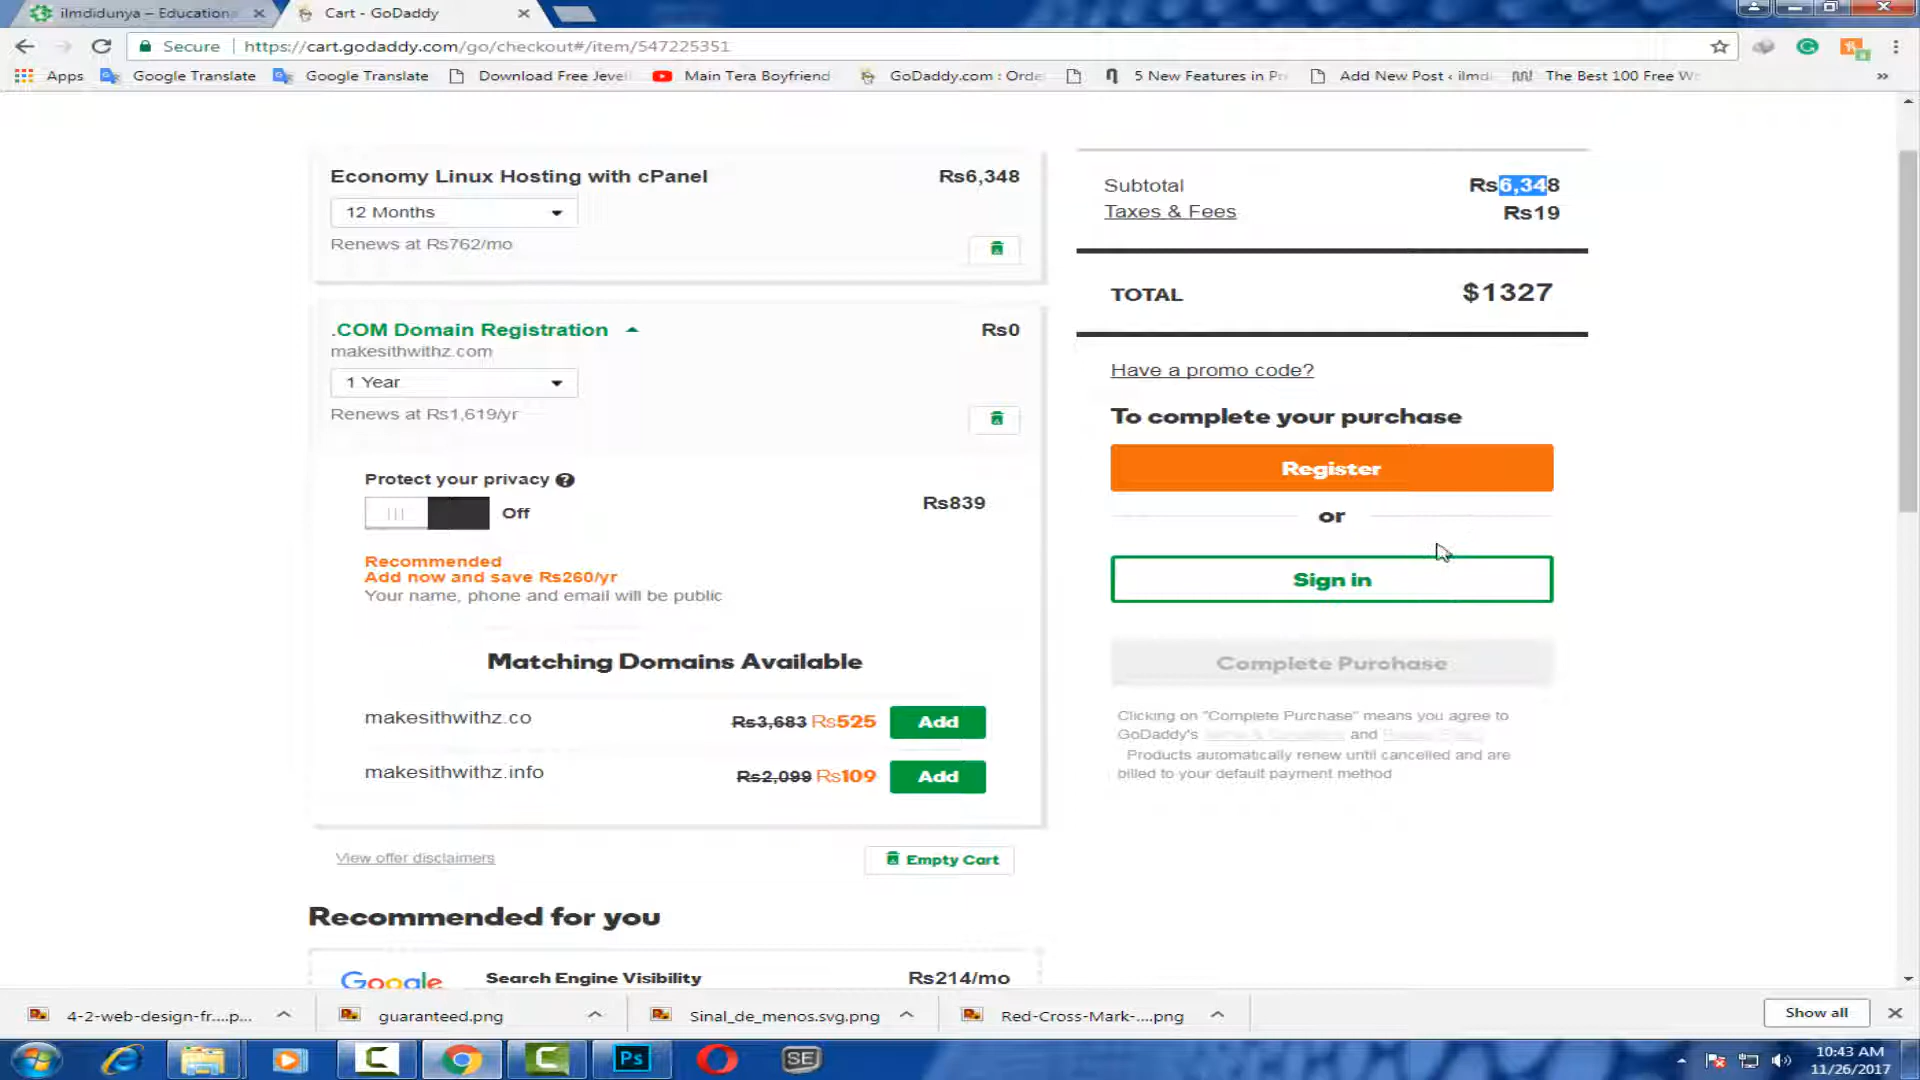 ilmdidunya – Education
Cart - GoDaddy
Secure
https://cart.godaddy.com/go/checkout#/item/547225351
Apps
Google Translate
Google Translate
Download Free Jevel
Main Tera Boyfriend
GoDaddy.com : Orde
5 New Features in Pr
Add New Post ‹ ilmdi
The Best 100 Free W
»
Economy Linux Hosting with cPanel
Rs6,348
12 Months
Renews at Rs762/mo
.COM Domain Registration
Rs0
makesithwithz.com
1 Year
Renews at Rs1,619/yr
Protect your privacy ?
Rs839
Off
Recommended
Add now and save Rs260/yr
Your name, phone and email will be public
Matching Domains Available
makesithwithz.co
Rs3,683 Rs525
Add
makesithwithz.info
Rs2,099 Rs109
Add
View offer disclaimers
Empty Cart
Recommended for you
Google
Search Engine Visibility
Rs214/mo
Subtotal
Rs6,348
Taxes & Fees
Rs19
TOTAL
$1327
Have a promo code?
To complete your purchase
Register
or
Sign in
Complete Purchase
Clicking on "Complete Purchase" means you agree to
GoDaddy's and
Products automatically renew until cancelled and are
billed to your default payment method
4-2-web-design-fr....p...
guaranteed.png
Sinal_de_menos.svg.png
Red-Cross-Mark-....png
Show all
Ps
SE
10:43 AM
11/26/2017